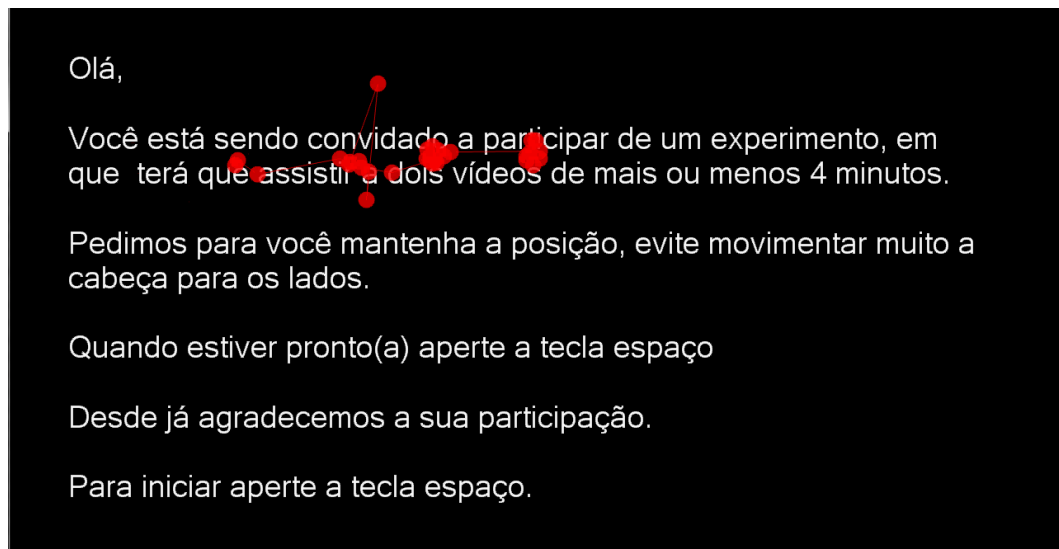 Olá,
Você está sendo convidado a participar de um experimento, em
que  terá que assistir a dois vídeos de mais ou menos 4 minutos.
Pedimos para você mantenha a posição, evite movimentar muito a
cabeça para os lados.
Quando estiver pronto(a) aperte a tecla espaço
Desde já agradecemos a sua participação.
Para iniciar aperte a tecla espaço.